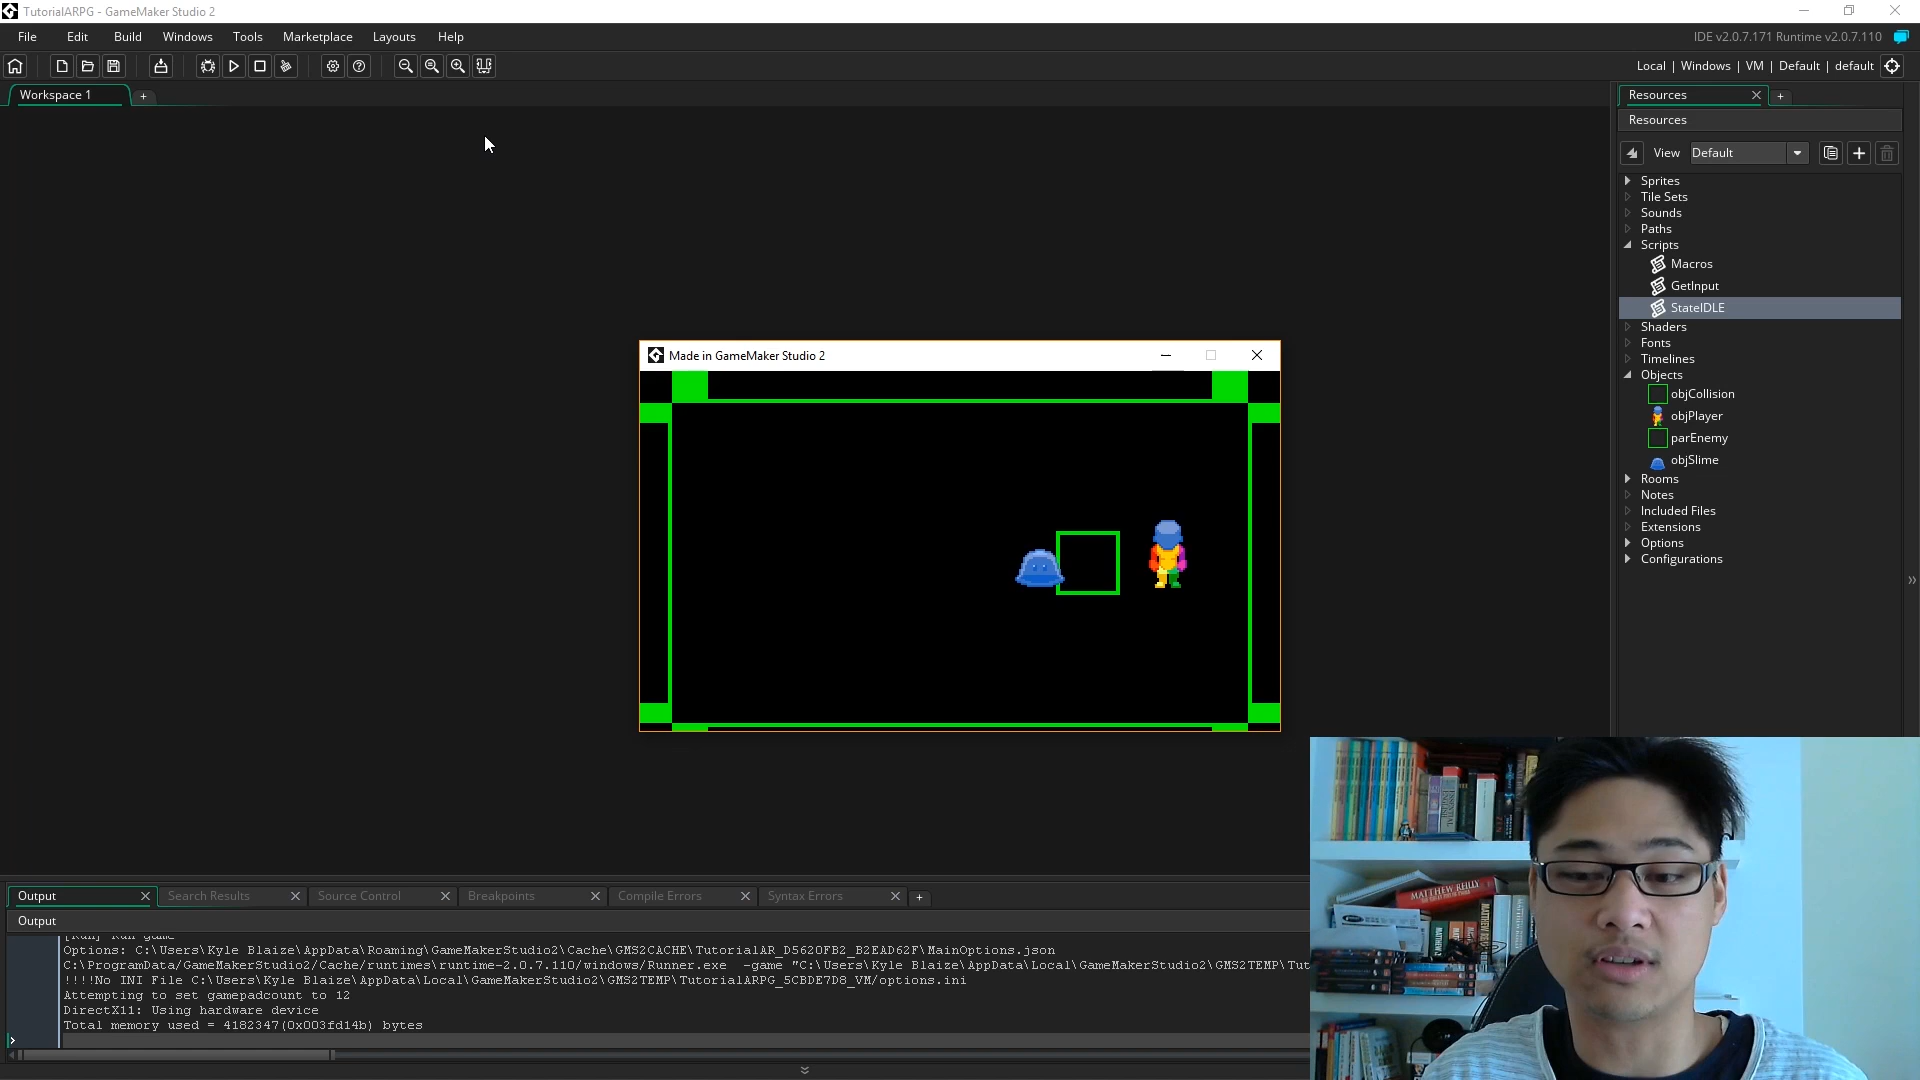 TutorialARPG - GameMaker Studio 2
File Edit Build Windows Tools Marketplace Layouts Help
IDE v2.0.7.171 Runtime v2.0.7.110
Local | Windows | VM | Default | default
Workspace 1
Resources
Resources
View Default
Sprites
Tile Sets
Sounds
Paths
Scripts
Macros
GetInput
StateIDLE
Shaders
Fonts
Timelines
Objects
objCollision
objPlayer
parEnemy
objSlime
Rooms
Notes
Included Files
Extensions
Options
Configurations
Made in GameMaker Studio 2
Output Search Results Source Control Breakpoints Compile Errors Syntax Errors
Output
[Run] Run game
Options: C:\Users\Kyle Blaize\AppData\Roaming\GameMakerStudio2\Cache\GMS2CACHE\TutorialAR_D5620FB2_B2EAD62F\MainOptions.json
C:\ProgramData/GameMakerStudio2/Cache/runtimes\runtime-2.0.7.110/windows/Runner.exe -game "C:\Users\Kyle Blaize\AppData\Local\GameMakerStudio2\GMS2TEMP\Tut
!!!!No INI File C:\Users\Kyle Blaize\AppData\Local\GameMakerStudio2\GMS2TEMP\TutorialARPG_5CBDE7D8_VM/options.ini
Attempting to set gamepadcount to 12
DirectX11: Using hardware device
Total memory used = 4182347(0x003fd14b) bytes
MATTHEW REILLY